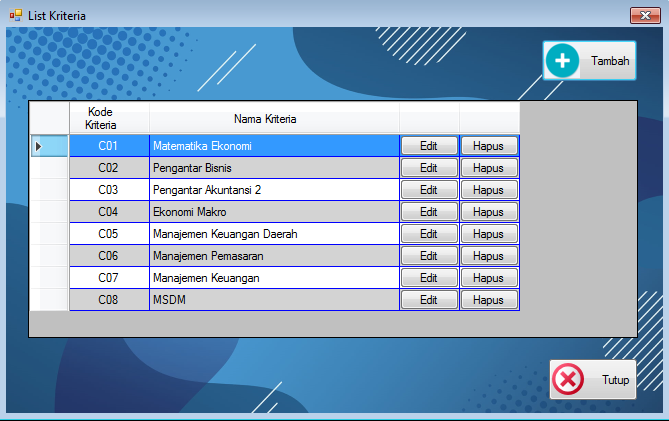 List Kriteria
Tambah
Kode Kriteria Nama Kriteria
C01 Matematika Ekonomi Edit Hapus
C02 Pengantar Bisnis Edit Hapus
C03 Pengantar Akuntansi 2 Edit Hapus
C04 Ekonomi Makro Edit Hapus
C05 Manajemen Keuangan Daerah Edit Hapus
C06 Manajemen Pemasaran Edit Hapus
C07 Manajemen Keuangan Edit Hapus
C08 MSDM Edit Hapus
Tutup